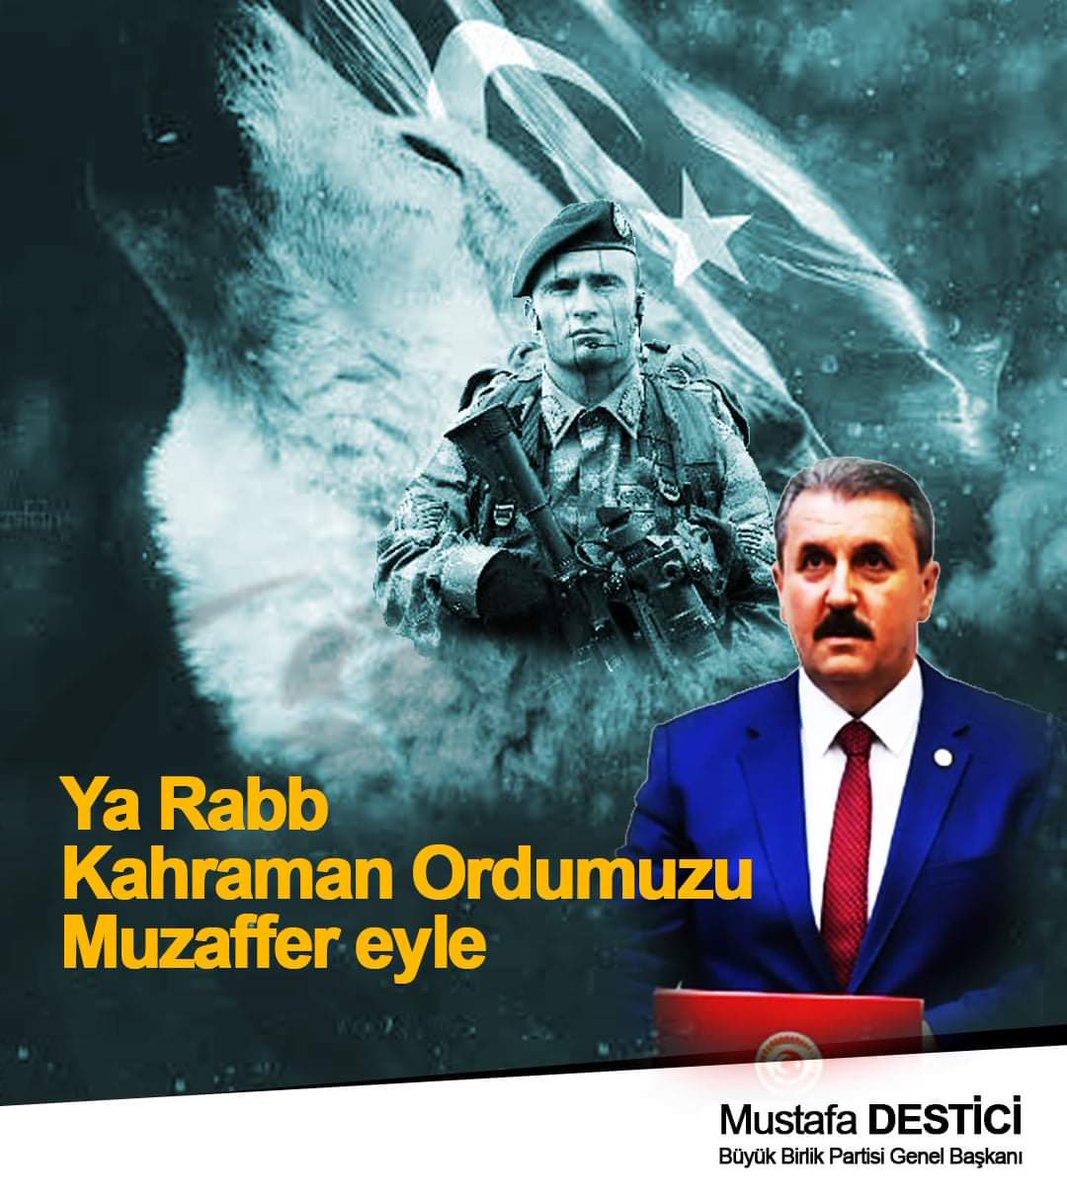 Ya Rabb
Kahraman Ordumuzu
Muzaffer eyle
Mustafa DESTİCİ
Büyük Birlik Partisi Genel Başkanı